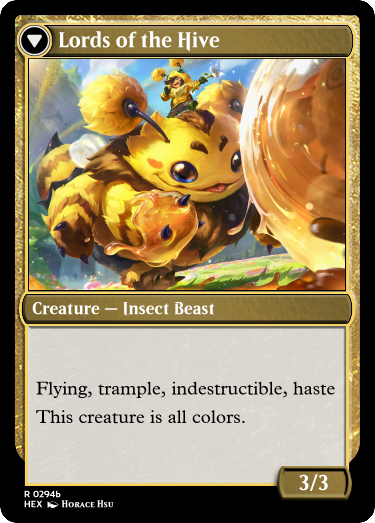 Lords of the Hive
Creature — Insect Beast
Flying, trample, indestructible, haste
This creature is all colors.
3/3
R 0294b
HEX Horace Hsu